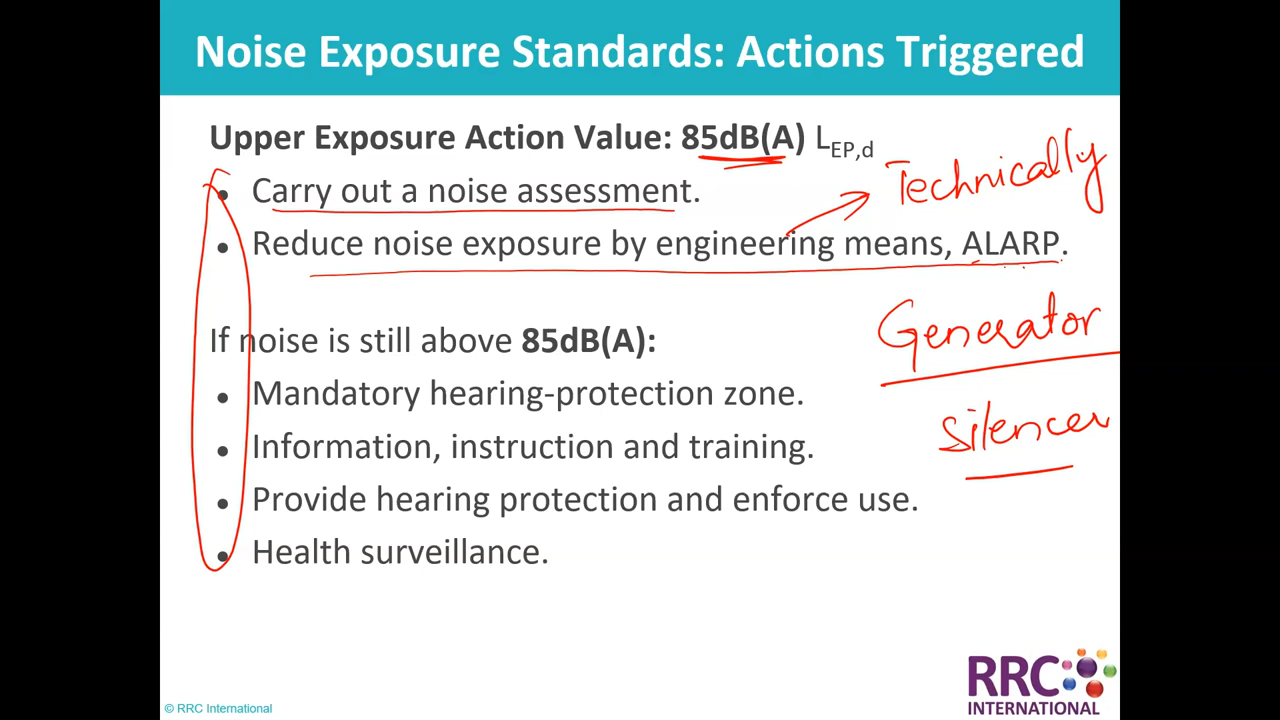 Noise Exposure Standards: Actions Triggered
Upper Exposure Action Value: 85dB(A) LEP,d
• Carry out a noise assessment.
Technically
• Reduce noise exposure by engineering means, ALARP.
Generator
If noise is still above 85dB(A):
• Mandatory hearing-protection zone.
silencer
• Information, instruction and training.
• Provide hearing protection and enforce use.
• Health surveillance.
RRC
INTERNATIONAL
© RRC International